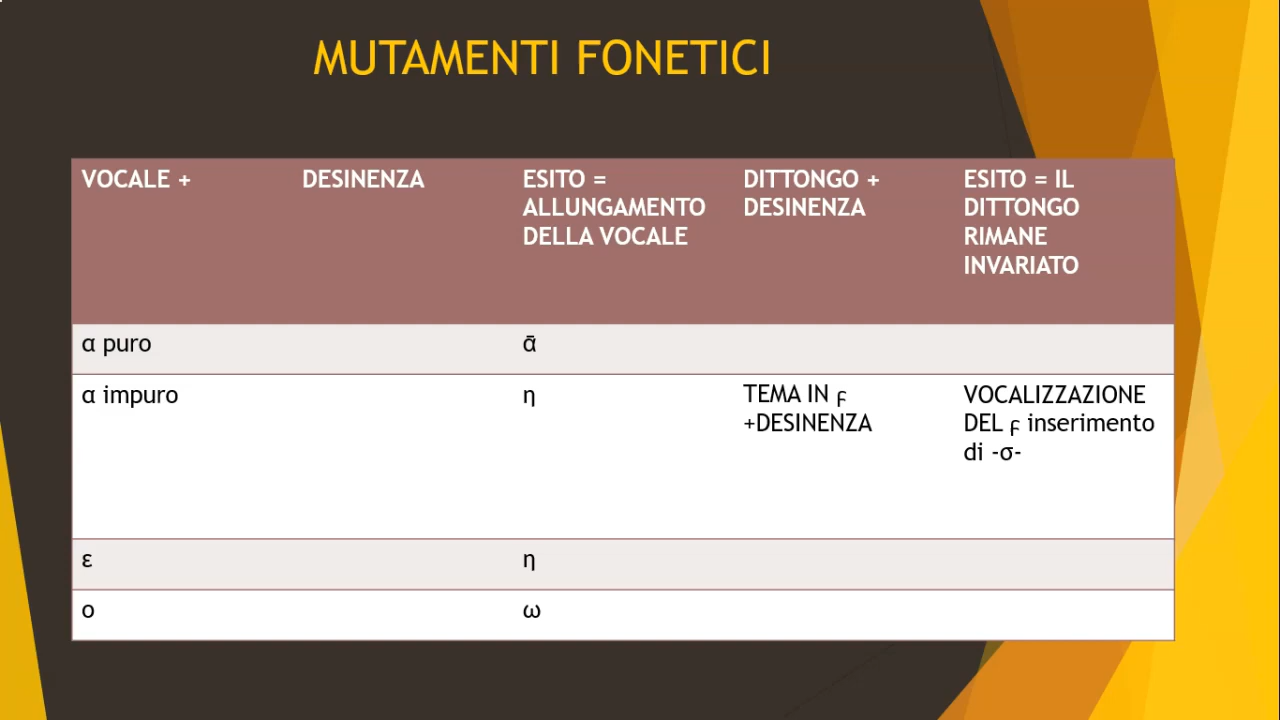 MUTAMENTI FONETICI
VOCALE +
DESINENZA
ESITO =
ALLUNGAMENTO
DELLA VOCALE
DITTONGO +
DESINENZA
ESITO = IL
DITTONGO
RIMANE
INVARIATO
α puro
ᾱ
α impuro
η
TEMA IN ϝ
+DESINENZA
VOCALIZZAZIONE
DEL ϝ inserimento
di -σ-
ε
η
ο
ω